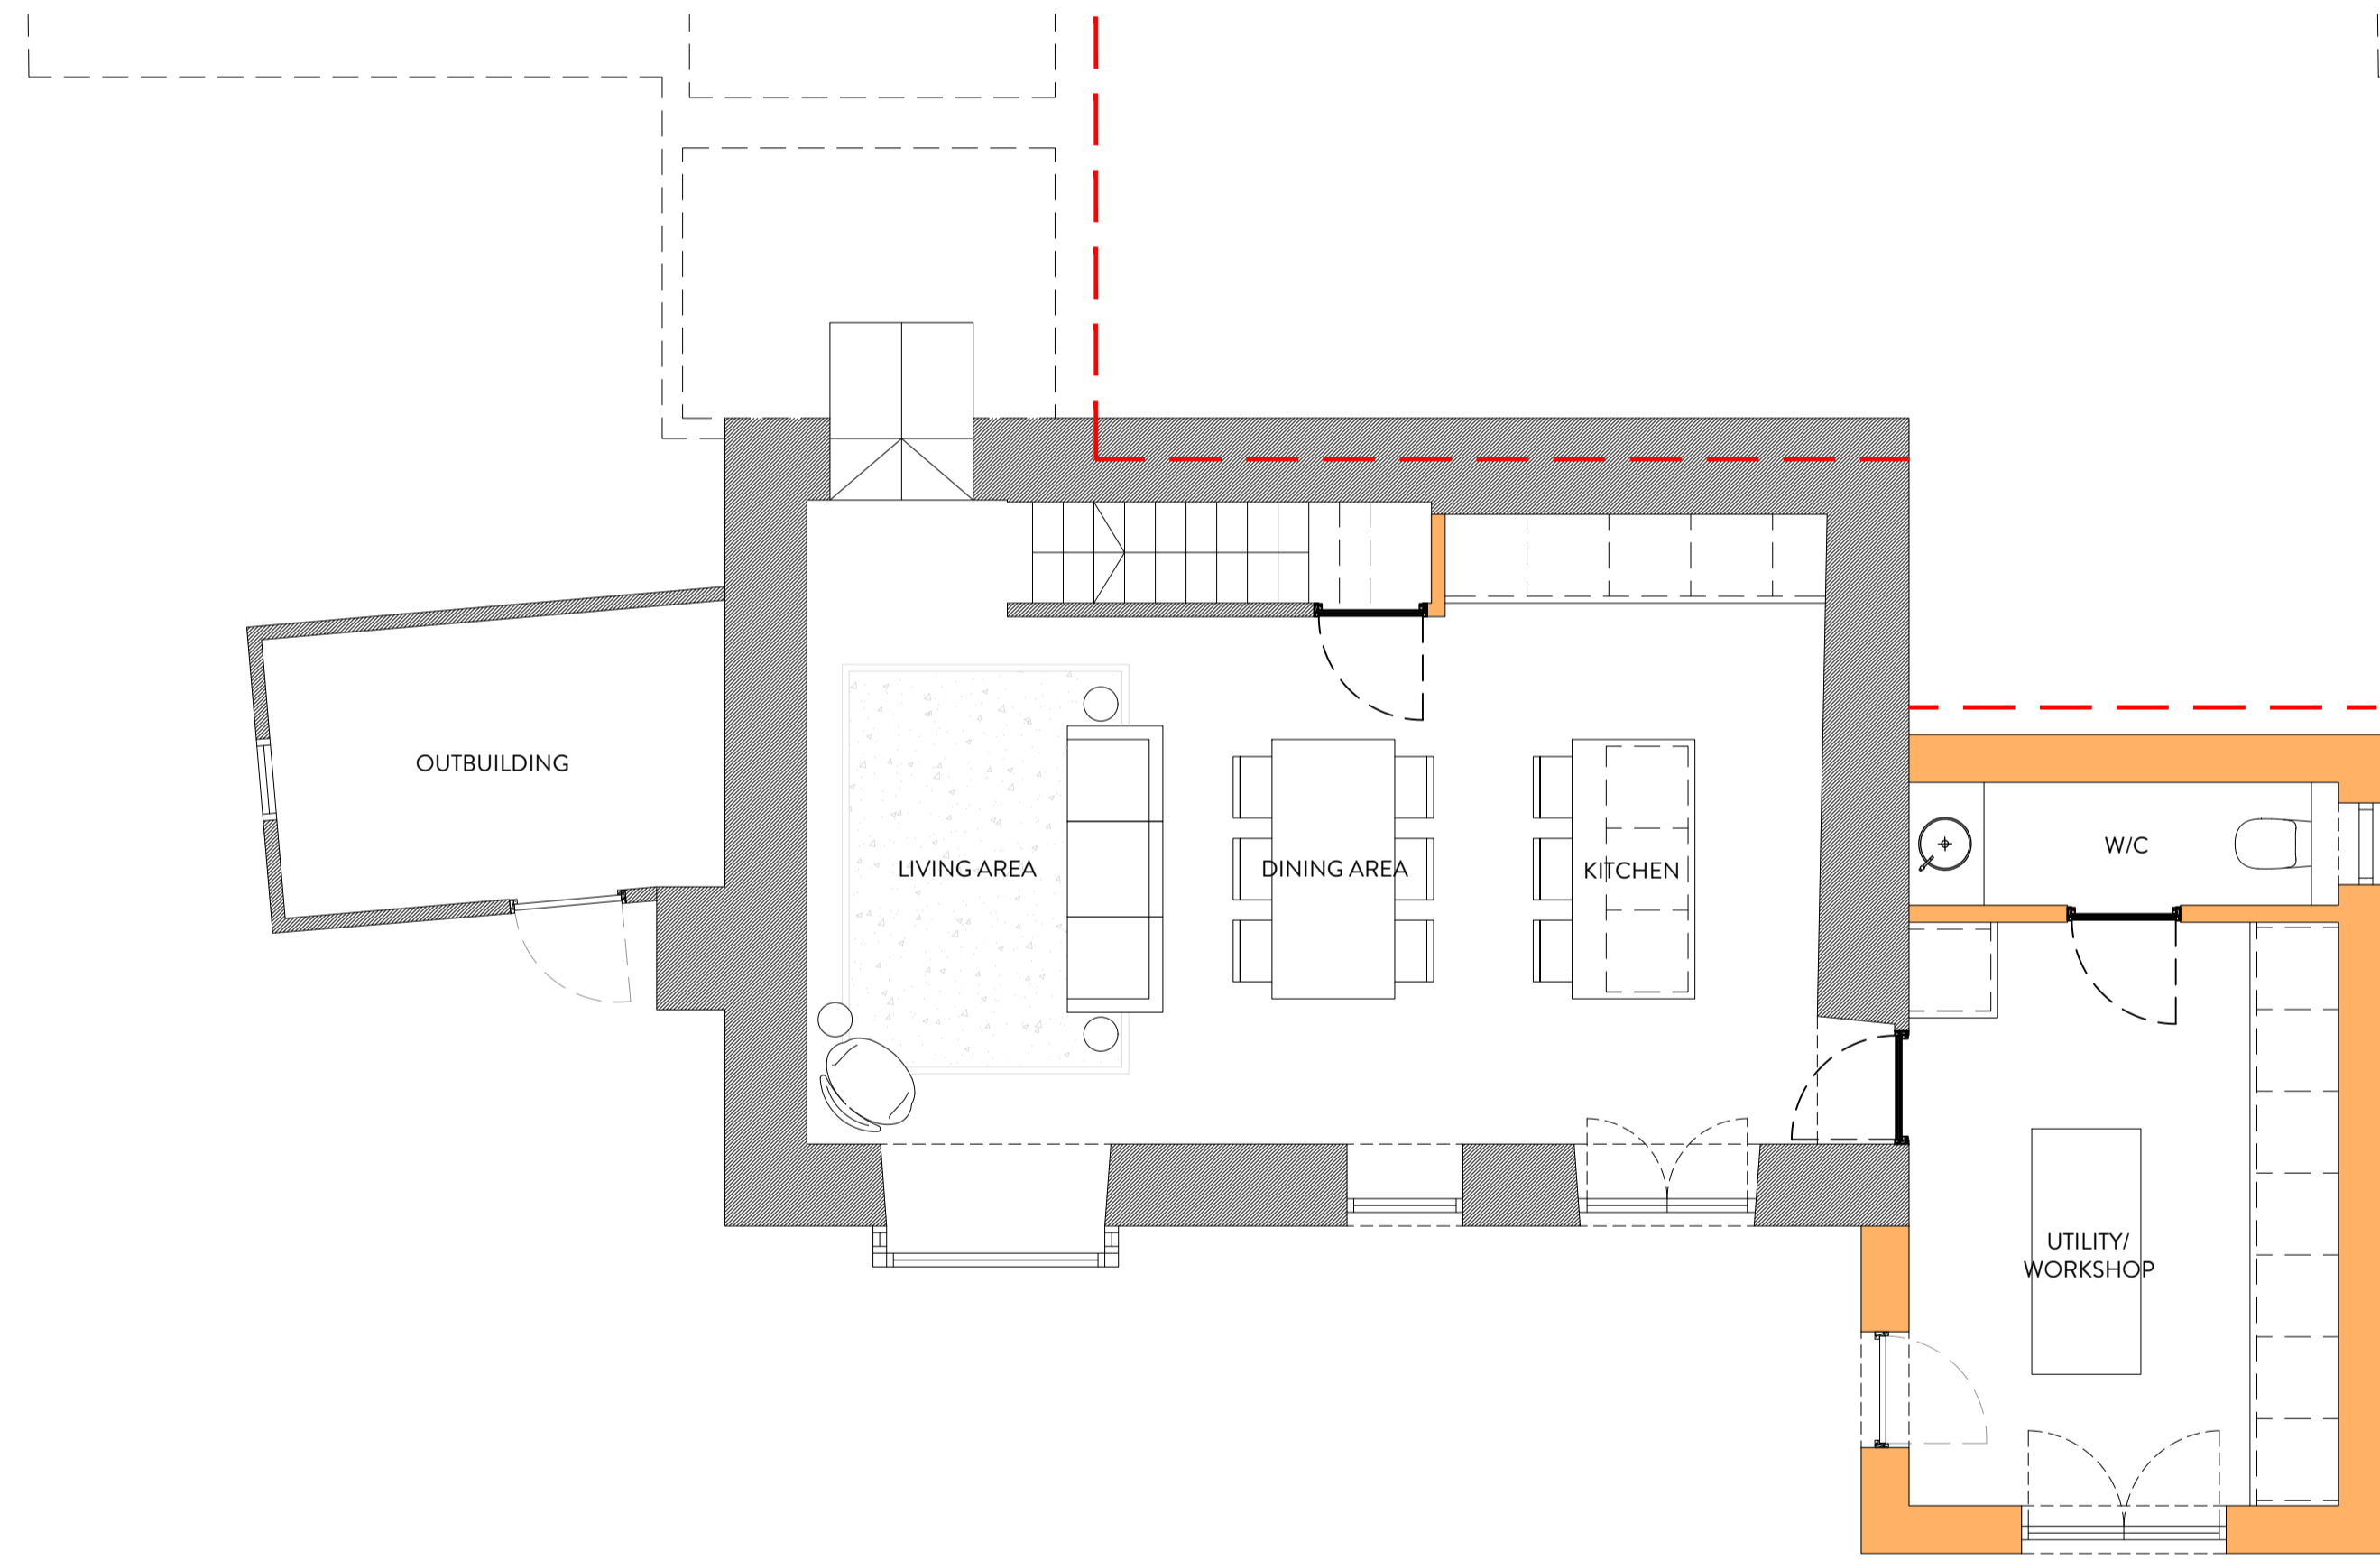 OUTBUILDING
LIVING AREA
DINING AREA
KITCHEN
W/C
UTILITY/
WORKSHOP